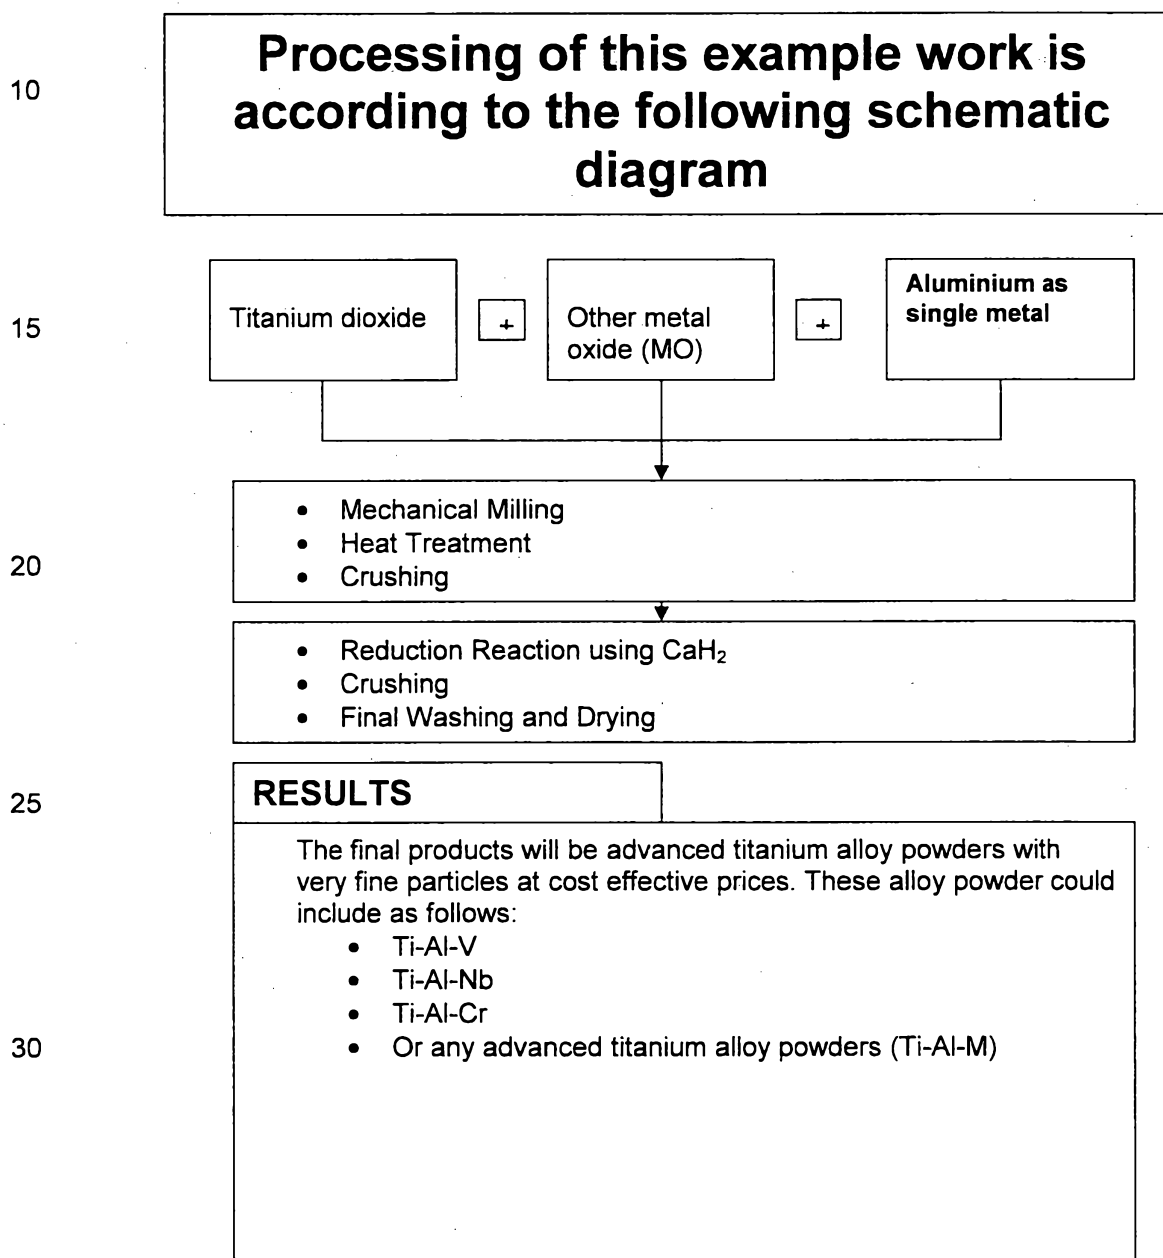 10
Processing of this example work is
according to the following schematic
diagram
15
Titanium dioxide
+
Other metal
oxide (MO)
+
Aluminium as
single metal
• Mechanical Milling
• Heat Treatment
20
• Crushing
• Reduction Reaction using CaH₂
• Crushing
• Final Washing and Drying
25
RESULTS
The final products will be advanced titanium alloy powders with
very fine particles at cost effective prices. These alloy powder could
include as follows:
• Ti-Al-V
• Ti-Al-Nb
• Ti-Al-Cr
30
• Or any advanced titanium alloy powders (Ti-Al-M)